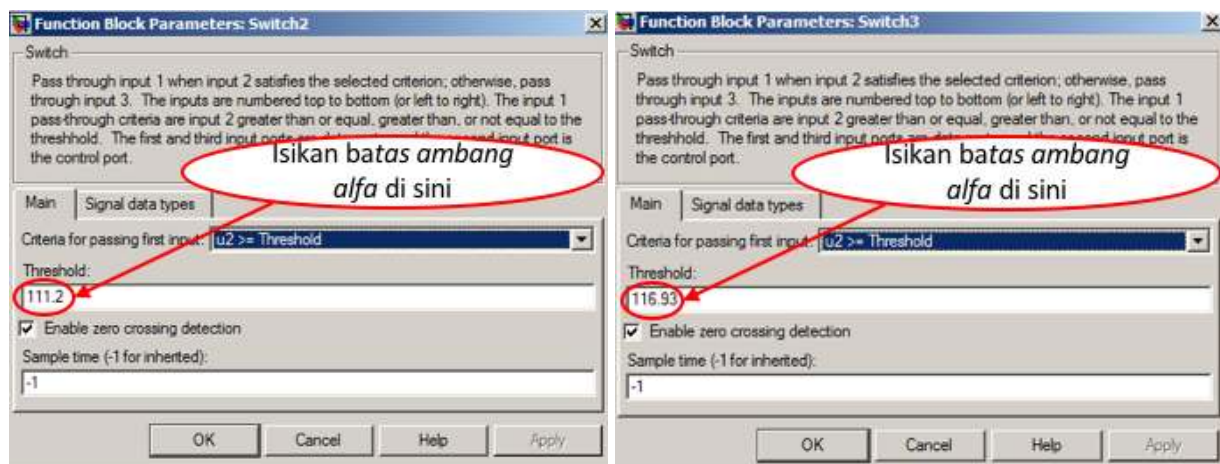 Function Block Parameters: Switch2
Switch
Pass through input 1 when input 2 satisfies the selected criterion; otherwise, pass
through input 3. The inputs are numbered top to bottom (or left to right). The input 1
pass-through criteria are input 2 greater than or equal, greater than, or not equal to the
threshhold. The first and third input ports are data port is
the control port.
Isikan batas ambang
alfa di sini
Main Signal data types
Criteria for passing first input: u2 >= Threshold
Threshold:
111.2
Enable zero crossing detection
Sample time (-1 for inherited):
-1
OK Cancel Help Apply
Function Block Parameters: Switch3
Switch
Pass through input 1 when input 2 satisfies the selected criterion; otherwise, pass
through input 3. The inputs are numbered top to bottom (or left to right). The input 1
pass-through criteria are input 2 greater than or equal, greater than, or not equal to the
threshhold. The first and third input ports are data port is
the control port.
Isikan batas ambang
alfa di sini
Main Signal data types
Criteria for passing first input: u2 >= Threshold
Threshold:
116.93
Enable zero crossing detection
Sample time (-1 for inherited):
-1
OK Cancel Help Apply